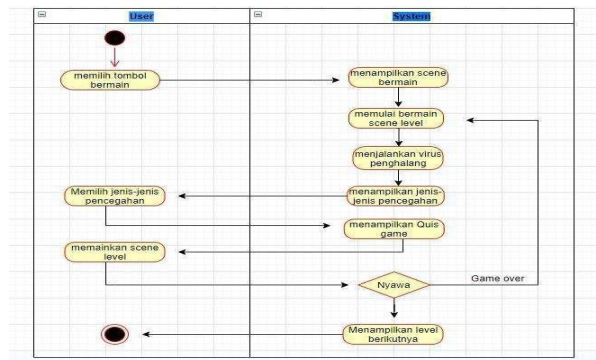 User
System
memilih tombol
bermain
menampilkan scene
bermain
memulai bermain
scene level
menjalankan virus
penghalang
Memilih jenis-jenis
pencegahan
menampilkan jenis-
jenis pencegahan
menampilkan Quis
game
memainkan scene
level
Nyawa
Game over
Menampilkan level
berikutnya